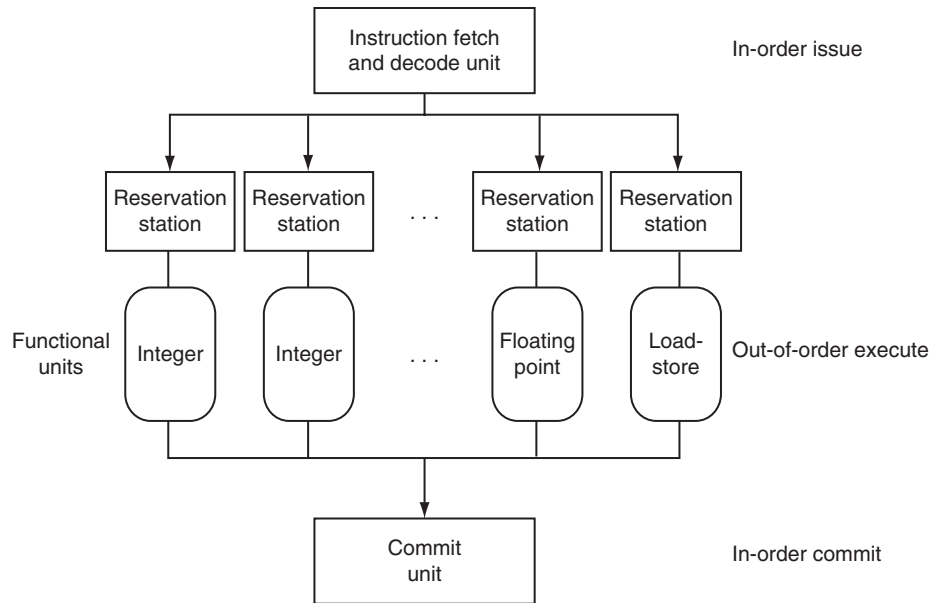 Instruction fetch
and decode unit
In-order issue
Reservation
station
Reservation
station
. . .
Reservation
station
Reservation
station
Functional
units
Integer
Integer
. . .
Floating
point
Load-
store
Out-of-order execute
Commit
unit
In-order commit